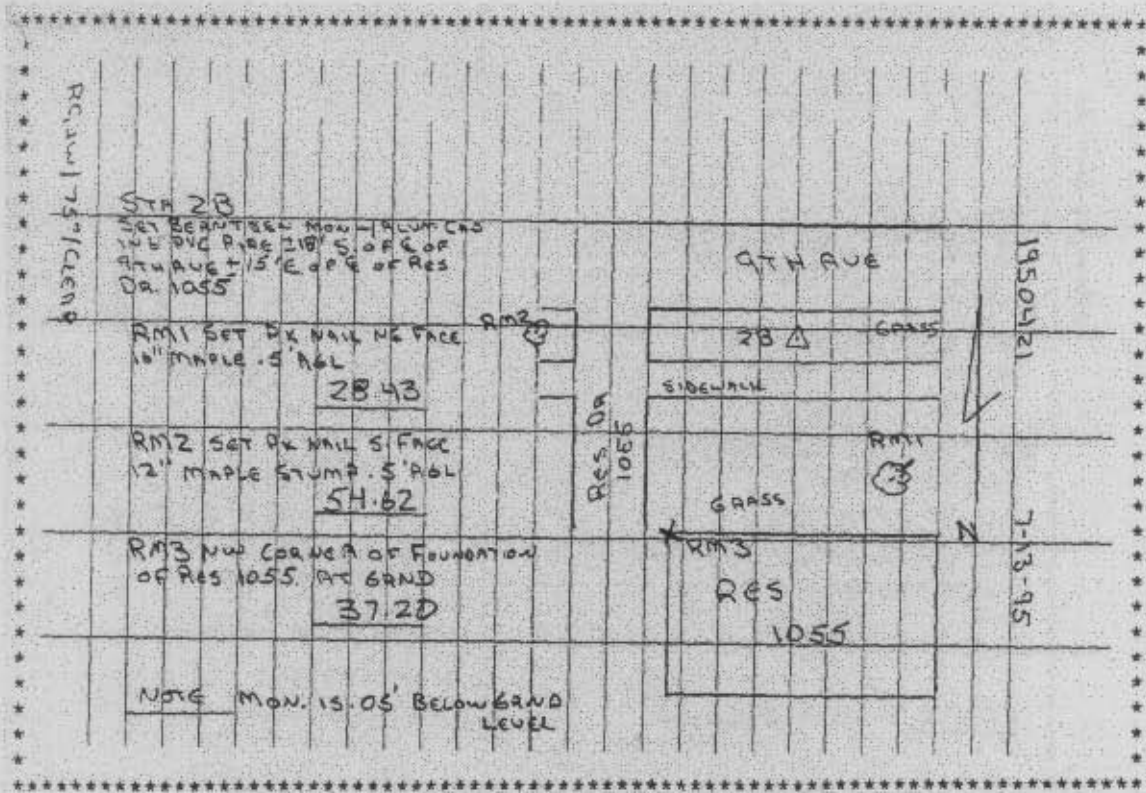 STA 2B
SET BERNTSEN MON-/ALUM CAP
IN 6" PVC PIPE 218' S. OF ℄ OF
9TH AVE + 15' E OF ℄ OF RES
DR. 1055
RM1 SET PK NAIL NE FACE
MAPLE .5' AGL
28.43
RM2 SET PK NAIL S FACE
12" MAPLE STUMP .5' AGL
54.62
RM3 NW CORNER OF FOUNDATION
OF RES 1055 AT GRND
37.20
NOTE MON. IS .05' BELOW GRND
LEVEL
9TH AVE
RM2
2B
GRASS
SIDEWALK
RES DR
1055
RM1
GRASS
RM3
N
RES
1055
19504121
7-13-95
75°/CLEAR